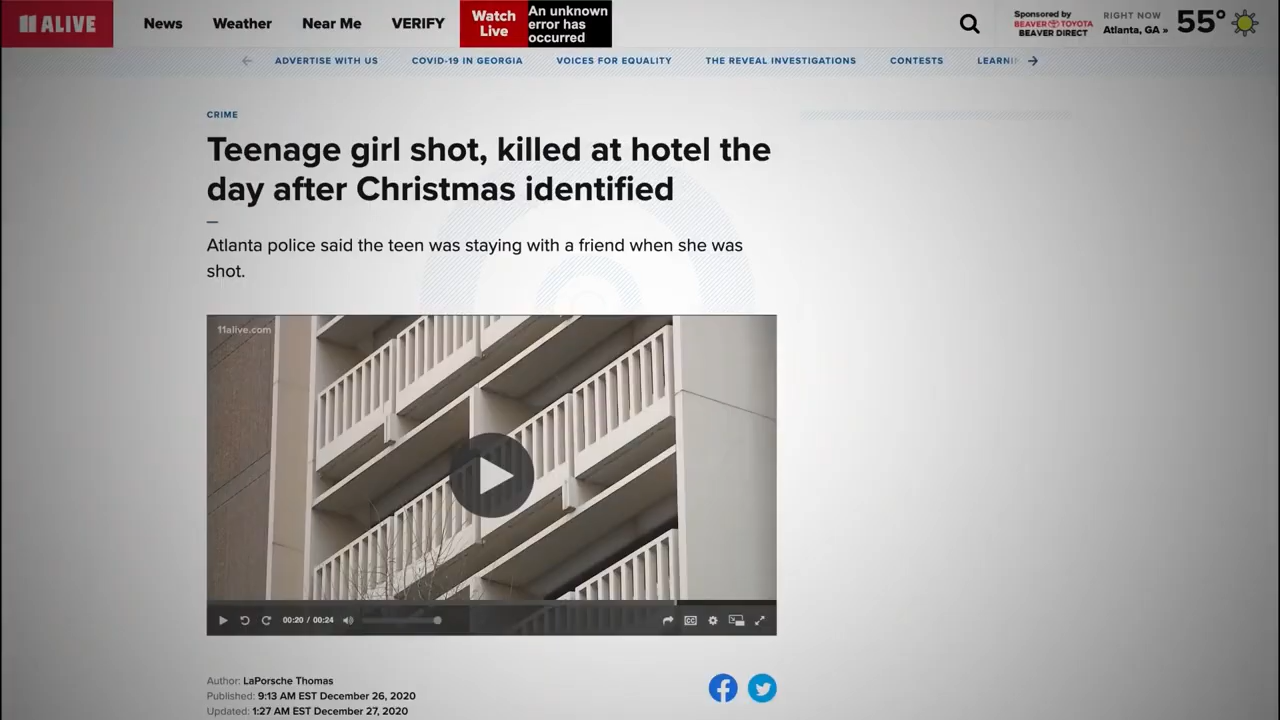 11 ALIVE
News
Weather
Near Me
VERIFY
Watch
Live
An unknown
error has
occurred
Sponsored by
BEAVER TOYOTA
BEAVER DIRECT
RIGHT NOW
Atlanta, GA »
55°
ADVERTISE WITH US
COVID-19 IN GEORGIA
VOICES FOR EQUALITY
THE REVEAL INVESTIGATIONS
CONTESTS
LEARNIN
CRIME
Teenage girl shot, killed at hotel the
day after Christmas identified
Atlanta police said the teen was staying with a friend when she was
shot.
11alive.com
00:20 / 00:24
CC
Author: LaPorsche Thomas
Published: 9:13 AM EST December 26, 2020
Updated: 1:27 AM EST December 27, 2020